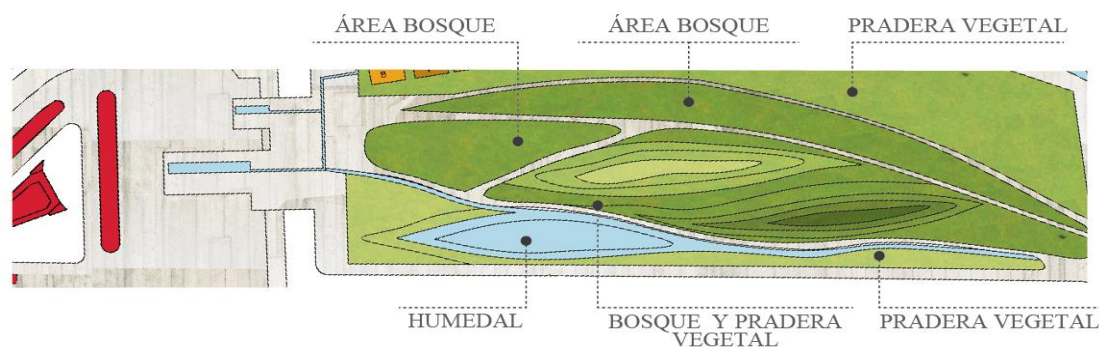 ÁREA BOSQUE
ÁREA BOSQUE
PRADERA VEGETAL
HUMEDAL
BOSQUE Y PRADERA
VEGETAL
PRADERA VEGETAL